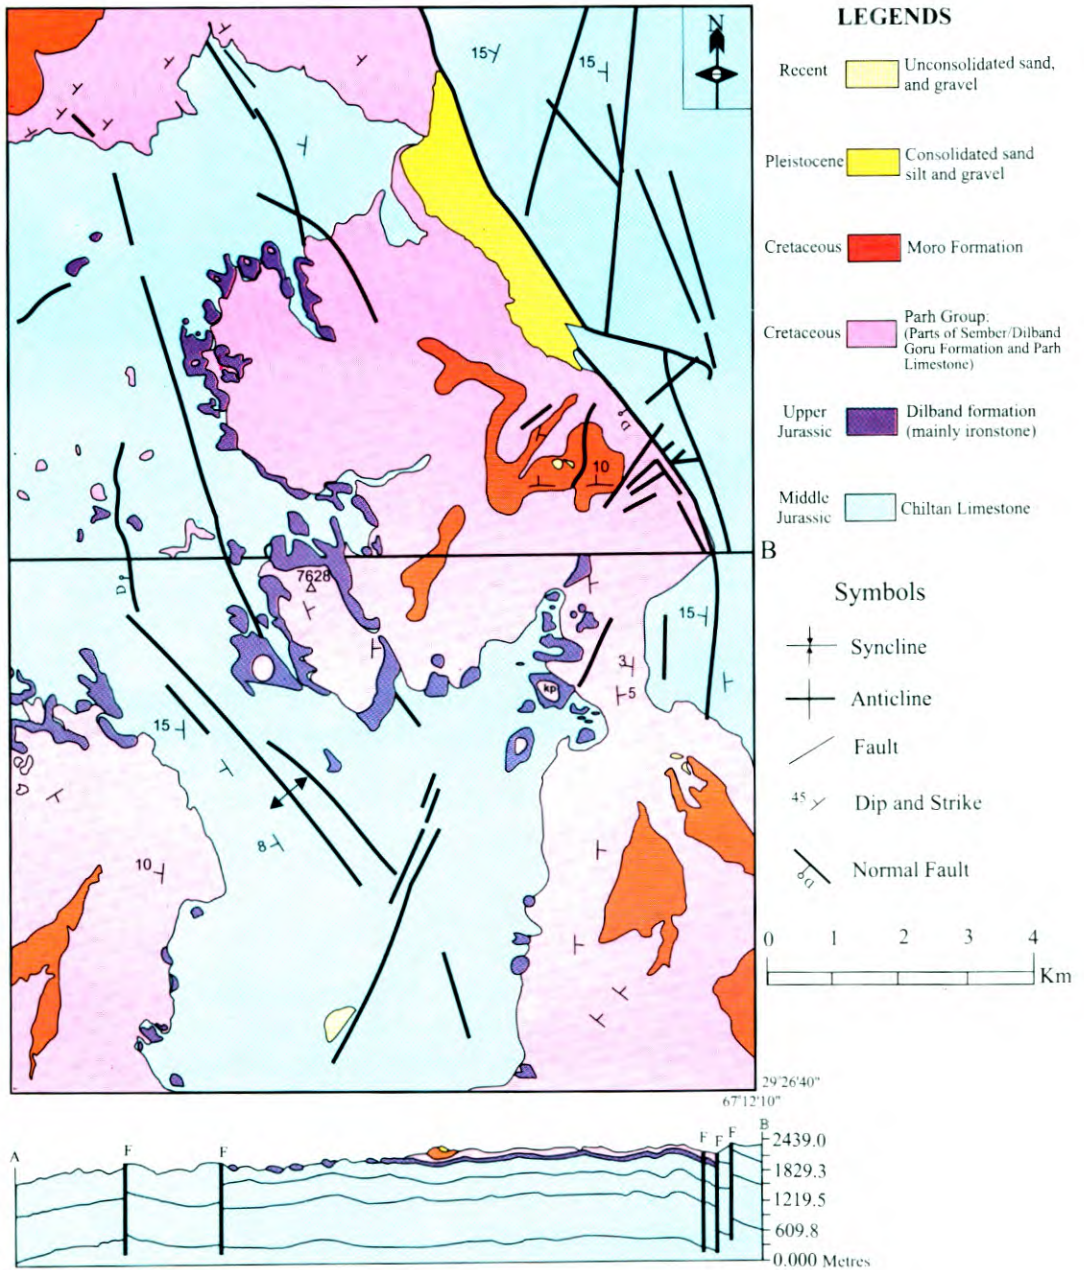 LEGENDS
Recent
Unconsolidated sand,
and gravel
Pleistocene
Consolidated sand
silt and gravel
Cretaceous
Moro Formation
Cretaceous
Parh Group:
(Parts of Sember/Dilband
Goru Formation and Parh
Limestone)
Upper
Jurassic
Dilband formation
(mainly ironstone)
Middle
Jurassic
Chiltan Limestone
Symbols
Syncline
Anticline
Fault
45
Dip and Strike
D
Normal Fault
0 1 2 3 4
Km
N
15
15
D
10
B
7628
D
15
3
5
kp
15
8
10
29°26'40"
67°12'10"
A
F
F
F
F
F
B
2439.0
1829.3
1219.5
609.8
0.000 Metres